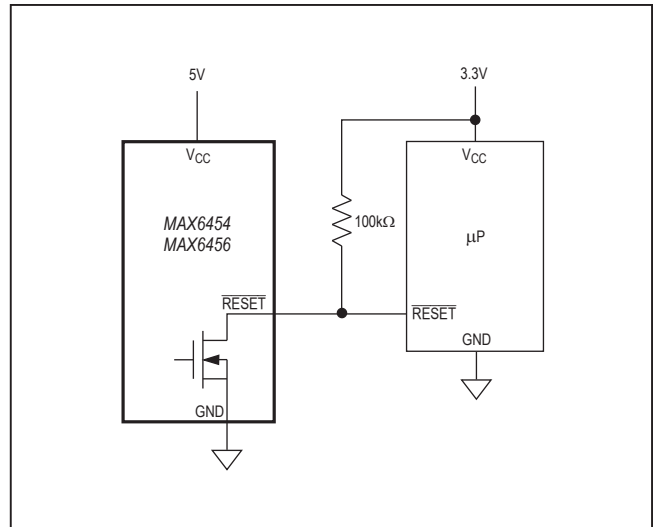 5V
3.3V
VCC
VCC
MAX6454
MAX6456
100kΩ
μP
RESET
RESET
GND
GND